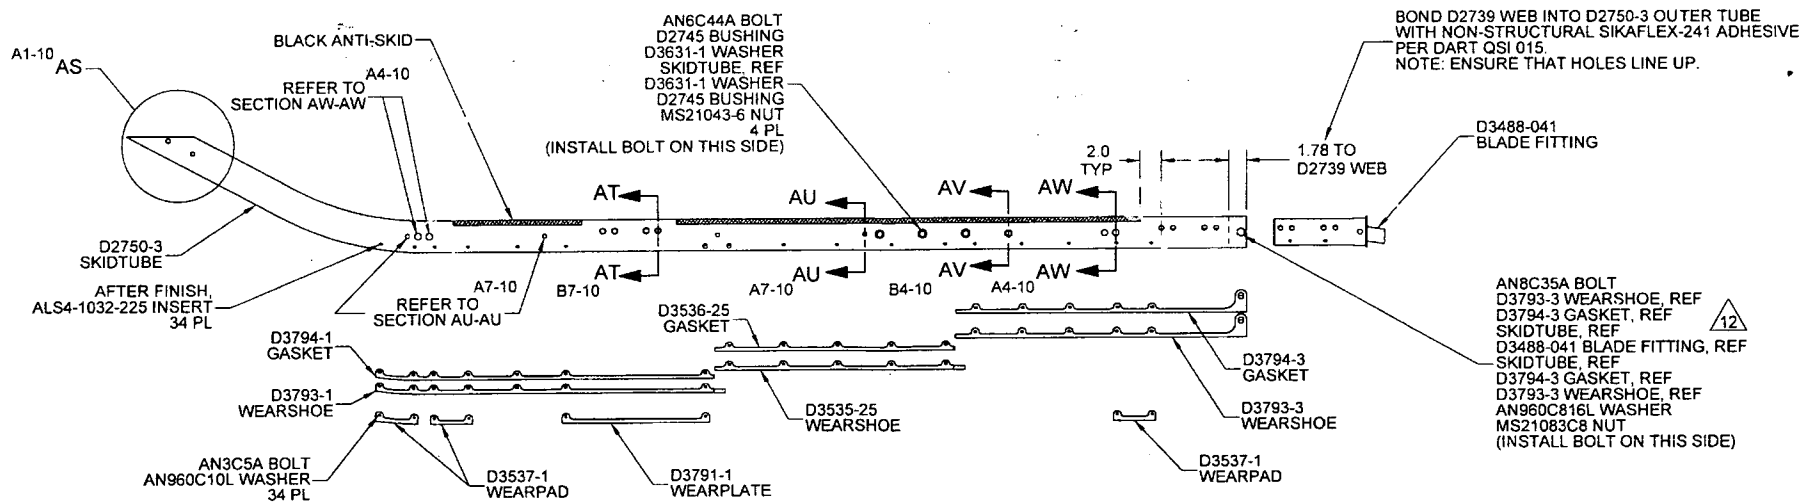 A1-10
AS
BLACK ANTI-SKID
A4-10
REFER TO
SECTION AW-AW
AN6C44A BOLT
D2745 BUSHING
D3631-1 WASHER
SKIDTUBE, REF
D3631-1 WASHER
D2745 BUSHING
MS21043-6 NUT
4 PL
(INSTALL BOLT ON THIS SIDE)
BOND D2739 WEB INTO D2750-3 OUTER TUBE
WITH NON-STRUCTURAL SIKAFLEX-241 ADHESIVE
PER DART QSI 015.
NOTE: ENSURE THAT HOLES LINE UP.
2.0
TYP
1.78 TO
D2739 WEB
D3488-041
BLADE FITTING
AT
AU
AV
AW
D2750-3
SKIDTUBE
AT
AU
AV
AW
A7-10
B7-10
A7-10
B4-10
A4-10
AFTER FINISH,
ALS4-1032-225 INSERT
34 PL
REFER TO
SECTION AU-AU
D3794-1
GASKET
D3793-1
WEARSHOE
D3536-25
GASKET
D3535-25
WEARSHOE
D3794-3
GASKET
D3793-3
WEARSHOE
AN8C35A BOLT
D3793-3 WEARSHOE, REF
D3794-3 GASKET, REF
SKIDTUBE, REF
D3488-041 BLADE FITTING, REF
SKIDTUBE, REF
D3794-3 GASKET, REF
D3793-3 WEARSHOE, REF
AN960C816L WASHER
MS21083C8 NUT
(INSTALL BOLT ON THIS SIDE)
12
AN3C5A BOLT
AN960C10L WASHER
34 PL
D3537-1
WEARPAD
D3791-1
WEARPLATE
D3537-1
WEARPAD